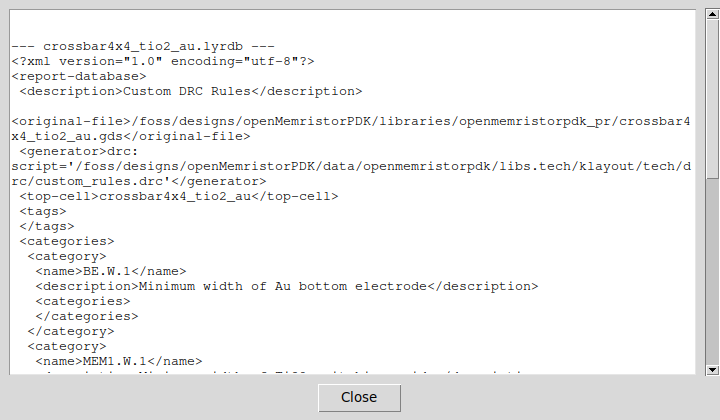 --- crossbar4x4_tio2_au.lyrdb ---
<?xml version="1.0" encoding="utf-8"?>
<report-database>
 <description>Custom DRC Rules</description>
<original-file>/foss/designs/openMemristorPDK/libraries/openmemristorpdk_pr/crossbar4
x4_tio2_au.gds</original-file>
 <generator>drc:
script='/foss/designs/openMemristorPDK/data/openmemristorpdk/libs.tech/klayout/tech/d
rc/custom_rules.drc'</generator>
 <top-cell>crossbar4x4_tio2_au</top-cell>
 <tags>
 </tags>
 <categories>
  <category>
   <name>BE.W.1</name>
   <description>Minimum width of Au bottom electrode</description>
   <categories>
   </categories>
  </category>
  <category>
   <name>MEM1.W.1</name>
Close